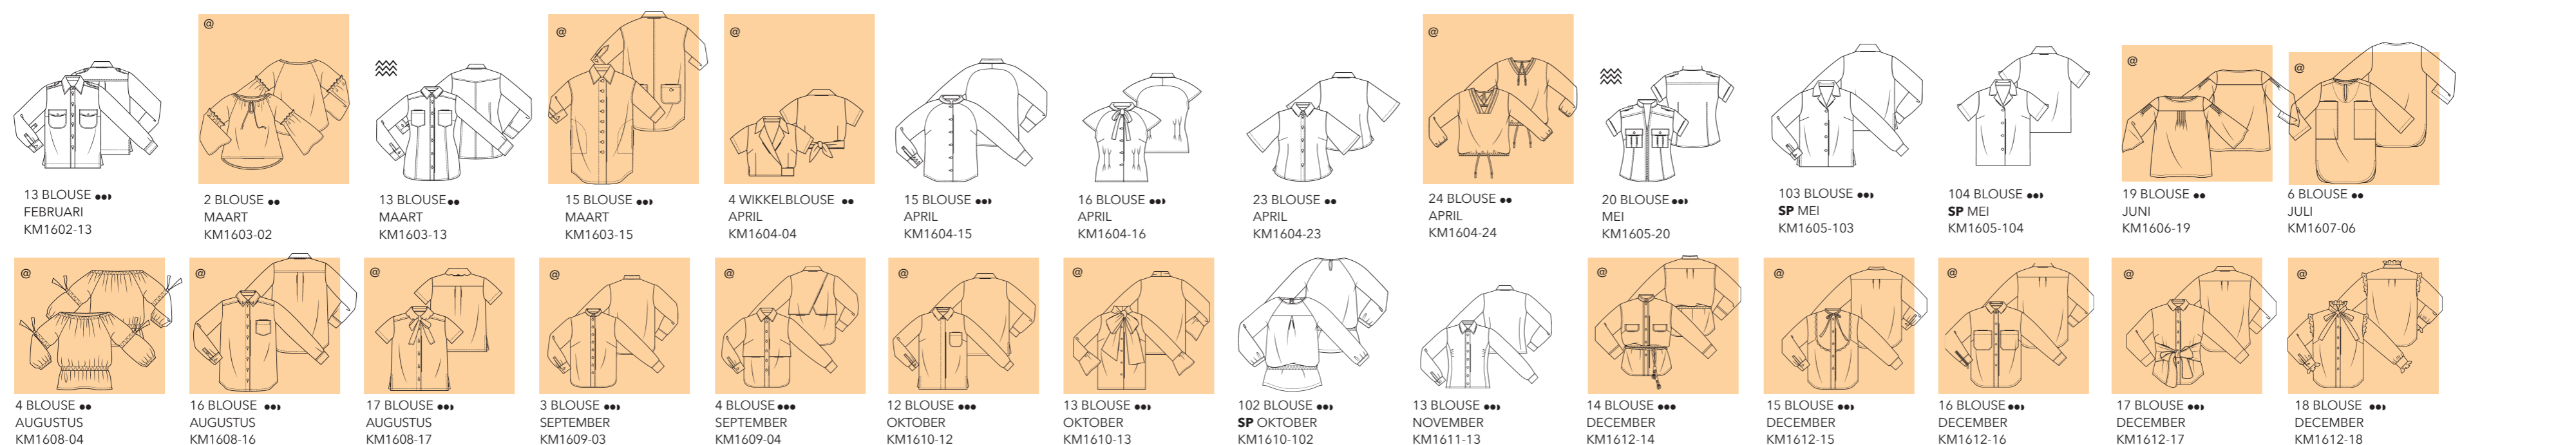 @
@
@
@
@
@
13 BLOUSE
FEBRUARI
KM1602-13
2 BLOUSE
MAART
KM1603-02
13 BLOUSE
MAART
KM1603-13
15 BLOUSE
MAART
KM1603-15
4 WIKKELBLOUSE
APRIL
KM1604-04
15 BLOUSE
APRIL
KM1604-15
16 BLOUSE
APRIL
KM1604-16
23 BLOUSE
APRIL
KM1604-23
24 BLOUSE
APRIL
KM1604-24
20 BLOUSE
MEI
KM1605-20
103 BLOUSE
SP MEI
KM1605-103
104 BLOUSE
SP MEI
KM1605-104
19 BLOUSE
JUNI
KM1606-19
6 BLOUSE
JULI
KM1607-06
@
@
@
@
@
@
@
@
@
@
@
@
4 BLOUSE
AUGUSTUS
KM1608-04
16 BLOUSE
AUGUSTUS
KM1608-16
17 BLOUSE
AUGUSTUS
KM1608-17
3 BLOUSE
SEPTEMBER
KM1609-03
4 BLOUSE
SEPTEMBER
KM1609-04
12 BLOUSE
OKTOBER
KM1610-12
13 BLOUSE
OKTOBER
KM1610-13
102 BLOUSE
SP OKTOBER
KM1610-102
13 BLOUSE
NOVEMBER
KM1611-13
14 BLOUSE
DECEMBER
KM1612-14
15 BLOUSE
DECEMBER
KM1612-15
16 BLOUSE
DECEMBER
KM1612-16
17 BLOUSE
DECEMBER
KM1612-17
18 BLOUSE
DECEMBER
KM1612-18